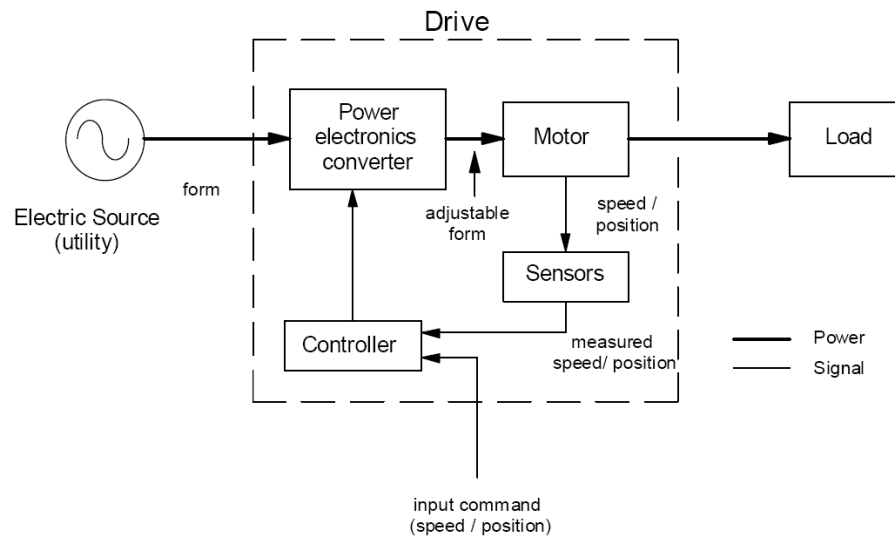 Drive
Power
electronics
converter
Motor
Load
form
adjustable
form
speed /
position
Electric Source
(utility)
Sensors
Controller
measured
speed/ position
Power
Signal
input command
(speed / position)